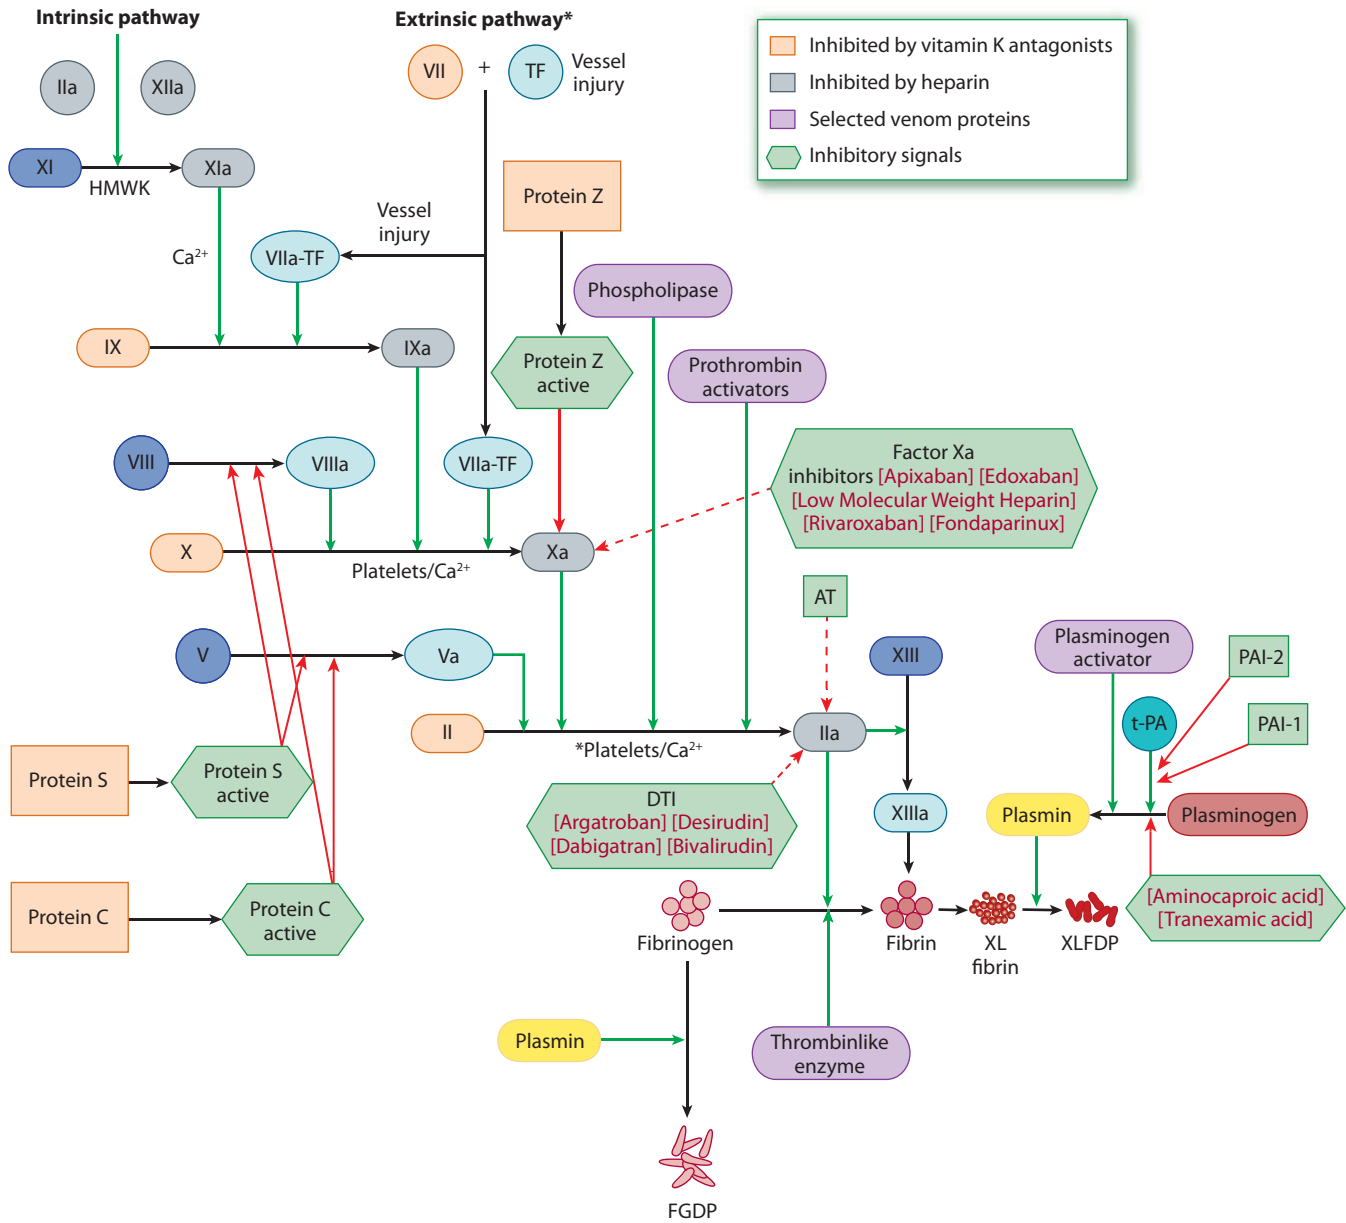 Intrinsic pathway
Extrinsic pathway*
Inhibited by vitamin K antagonists
Inhibited by heparin
Selected venom proteins
Inhibitory signals
IIa
XIIa
VII
+
TF
Vessel
injury
XI
HMWK
XIa
Protein Z
Vessel
injury
Ca²⁺
VIIa-TF
Phospholipase
IX
IXa
Protein Z
active
Prothrombin
activators
VIII
VIIIa
VIIa-TF
Factor Xa
inhibitors [Apixaban] [Edoxaban]
[Low Molecular Weight Heparin]
[Rivaroxaban] [Fondaparinux]
X
Platelets/Ca²⁺
Xa
AT
V
Va
XIII
Plasminogen
activator
PAI-2
II
*Platelets/Ca²⁺
IIa
t-PA
PAI-1
Protein S
Protein S
active
DTI
[Argatroban] [Desirudin]
[Dabigatran] [Bivalirudin]
XIIIa
Plasmin
Plasminogen
Protein C
Protein C
active
[Aminocaproic acid]
[Tranexamic acid]
Fibrinogen
Fibrin
XL
fibrin
XLFDP
Plasmin
Thrombinlike
enzyme
FGDP